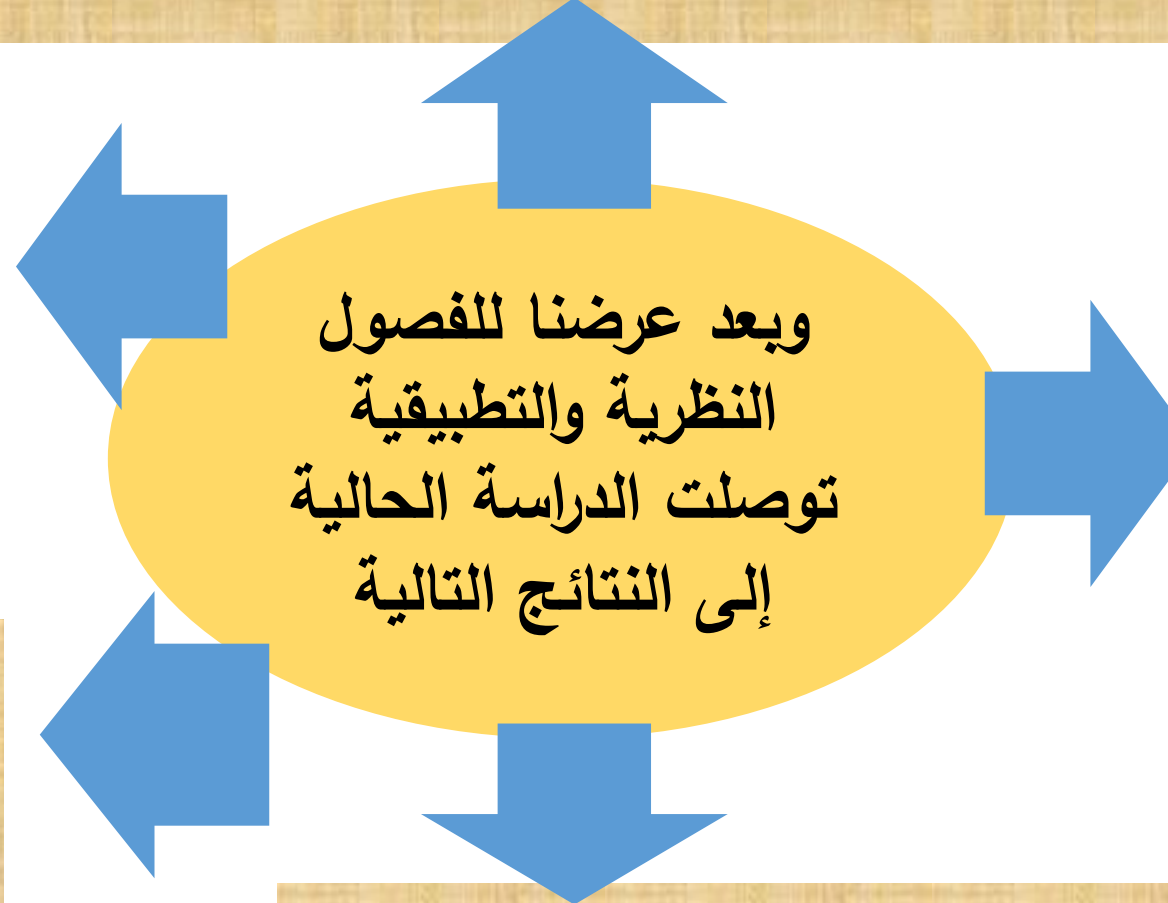 وبعد عرضنا للفصول
النظرية والتطبيقية
توصلت الدراسة الحالية
إلى النتائج التالية